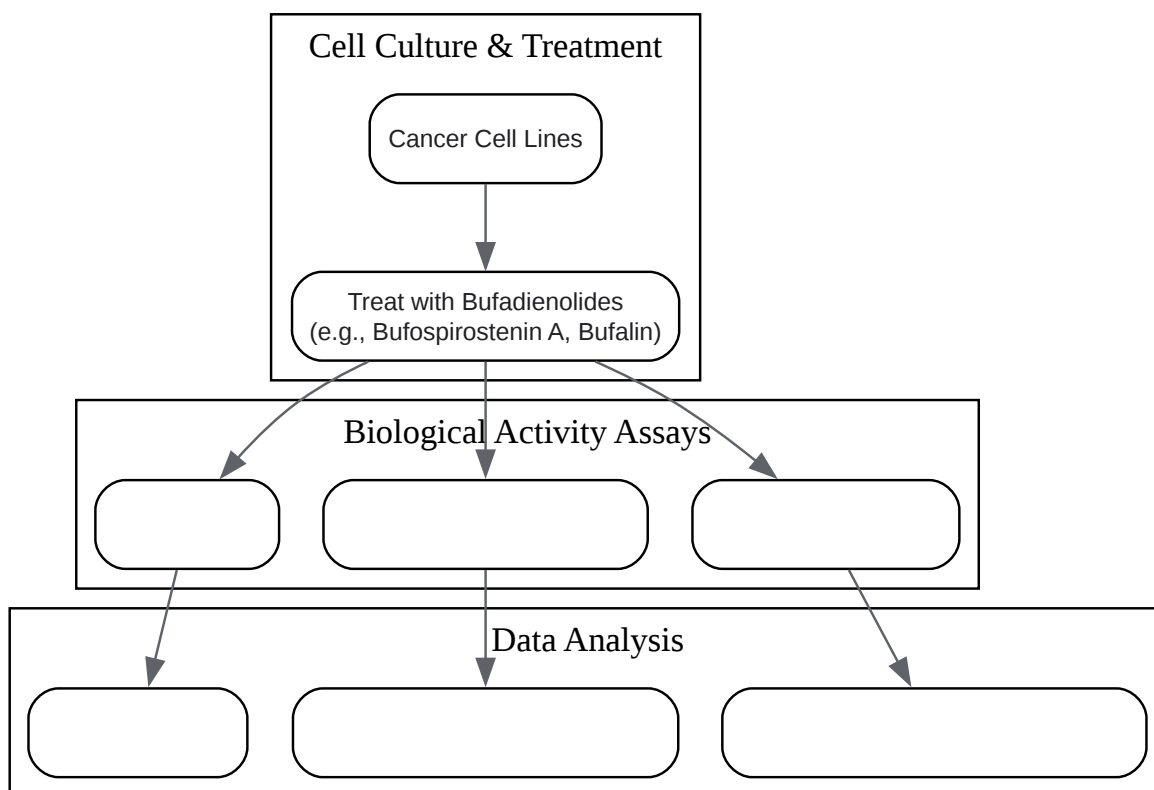 Cell Culture & Treatment
Cancer Cell Lines
Treat with Bufadienolides
(e.g., Bufospirostenin A, Bufalin)
Biological Activity Assays
Data Analysis